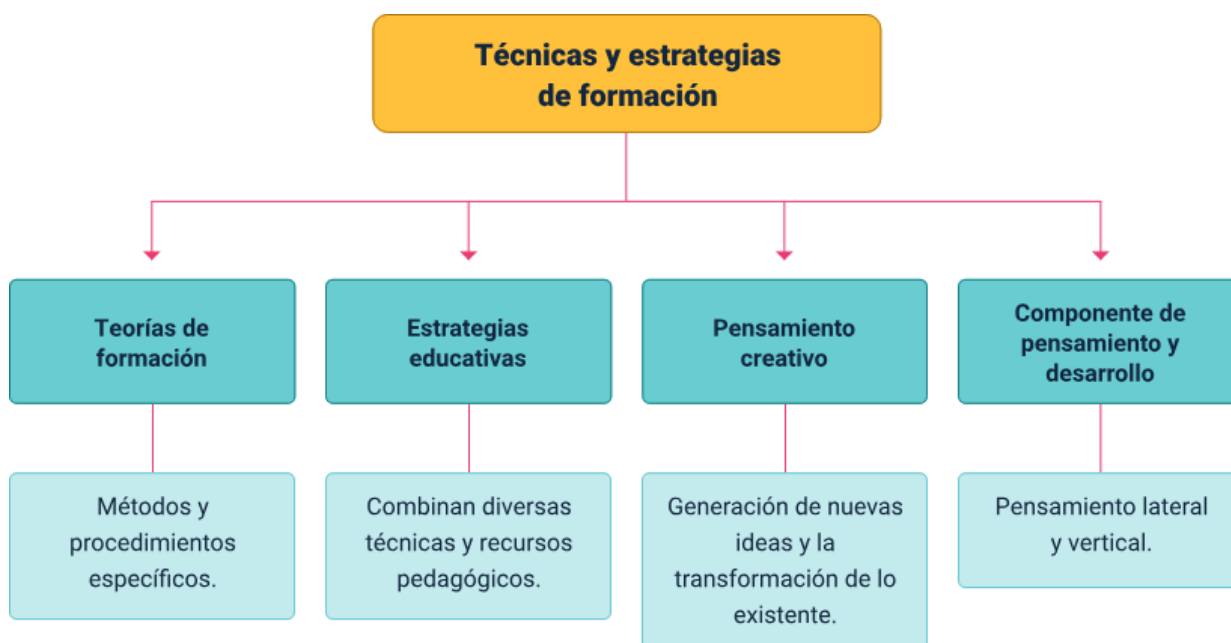 Técnicas y estrategias
de formación
Teorías de
formación
Estrategias
educativas
Pensamiento
creativo
Componente de
pensamiento y
desarrollo
Métodos y
procedimientos
específicos.
Combinan diversas
técnicas y recursos
pedagógicos.
Generación de nuevas
ideas y la
transformación de lo
existente.
Pensamiento lateral
y vertical.